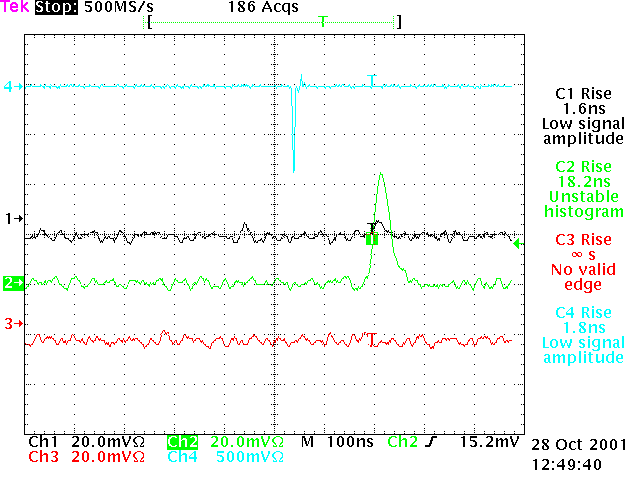 Tek Stop: 500MS/s 186 Acqs
[ T ]
4
T
C1 Rise
1.6ns
Low signal
amplitude
C2 Rise
18.2ns
Unstable
histogram
1
T
T
2
C3 Rise
∞ s
No valid
edge
3
T
C4 Rise
1.8ns
Low signal
amplitude
Ch1 20.0mVΩ Ch2 20.0mVΩ M 100ns Ch2 15.2mV
Ch3 20.0mVΩ Ch4 500mVΩ
28 Oct 2001
12:49:40